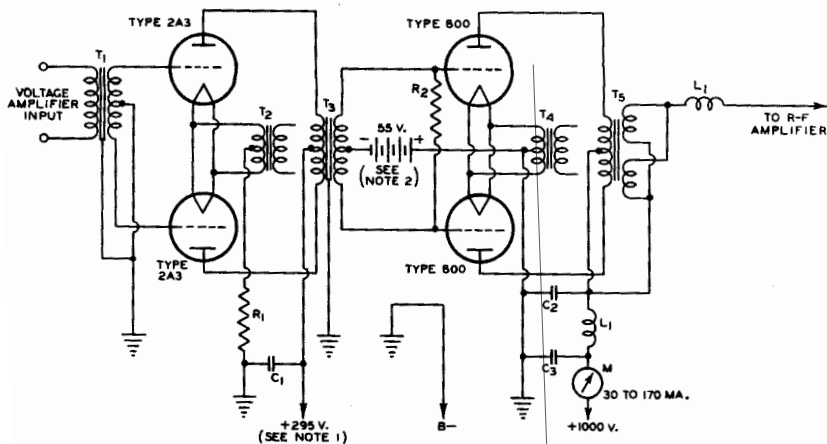 TYPE 2A3
TYPE 800
T1
T2
T3
R2
T4
T5
L1
VOLTAGE
AMPLIFIER
INPUT
55 V.
- +
SEE
(NOTE 2)
TO R-F
AMPLIFIER
TYPE
2A3
TYPE 800
R1
C1
C2
L1
C3
M
30 TO 170 MA.
+295 V.
(SEE NOTE 1)
B-
+1000 V.